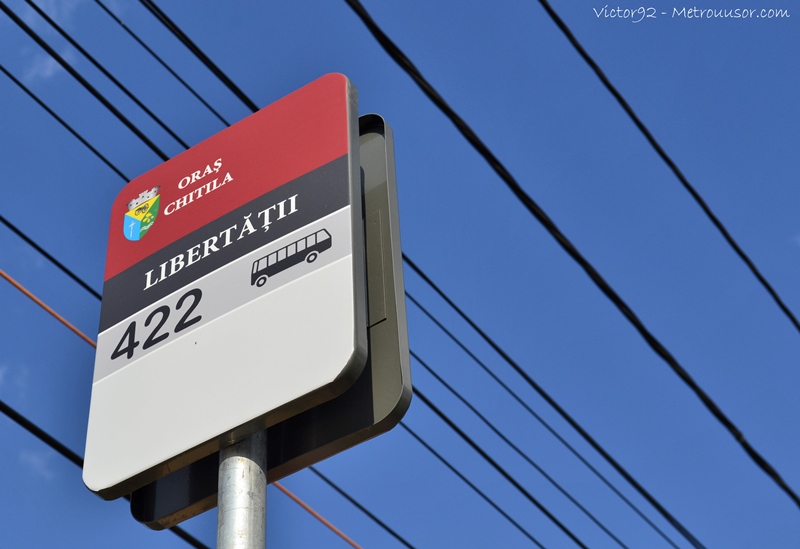 Victor92 - Metrouusor.com
ORAȘ
CHITILA
LIBERTĂȚII
422